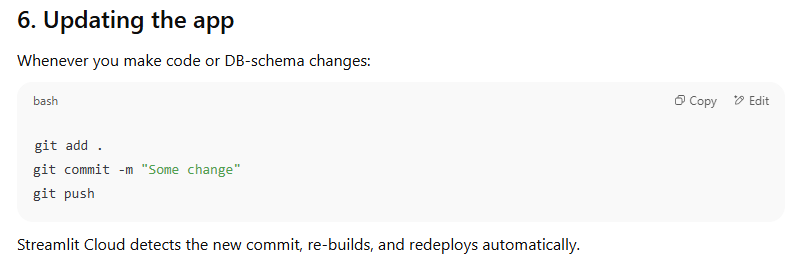 6. Updating the app
Whenever you make code or DB-schema changes:
bash
Copy Edit
git add .
git commit -m "Some change"
git push
Streamlit Cloud detects the new commit, re-builds, and redeploys automatically.